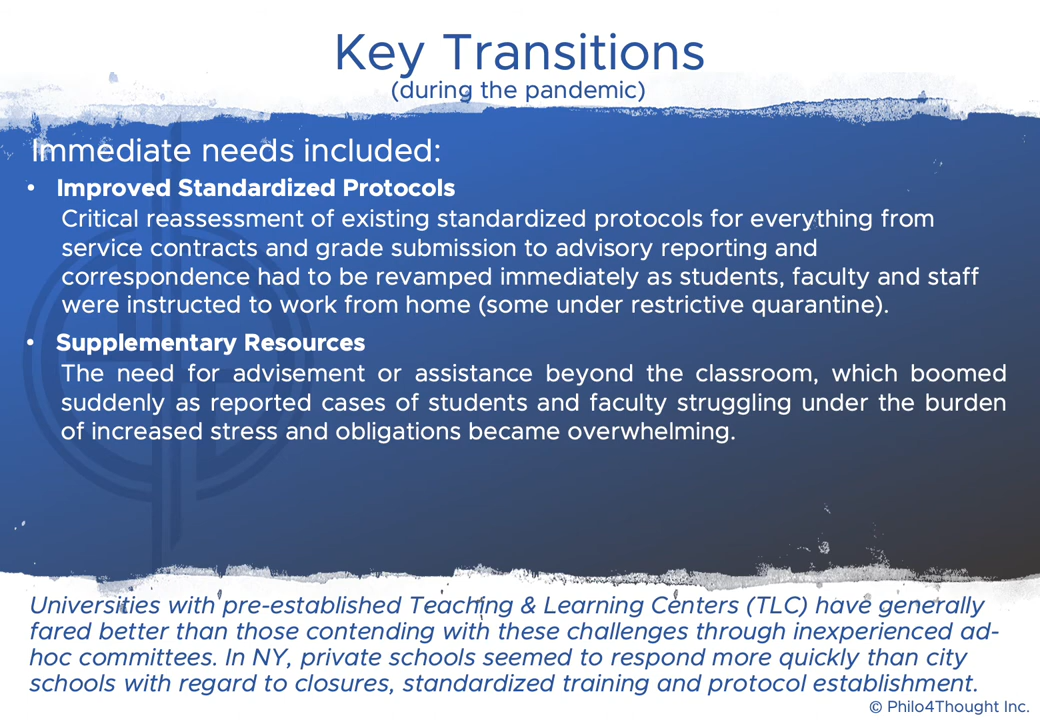 Key Transitions
(during the pandemic)
Immediate needs included:
• Improved Standardized Protocols
Critical reassessment of existing standardized protocols for everything from
service contracts and grade submission to advisory reporting and
correspondence had to be revamped immediately as students, faculty and staff
were instructed to work from home (some under restrictive quarantine).
• Supplementary Resources
The need for advisement or assistance beyond the classroom, which boomed
suddenly as reported cases of students and faculty struggling under the burden
of increased stress and obligations became overwhelming.
Universities with pre-established Teaching & Learning Centers (TLC) have generally
fared better than those contending with these challenges through inexperienced ad-
hoc committees. In NY, private schools seemed to respond more quickly than city
schools with regard to closures, standardized training and protocol establishment.
© Philo4Thought Inc.